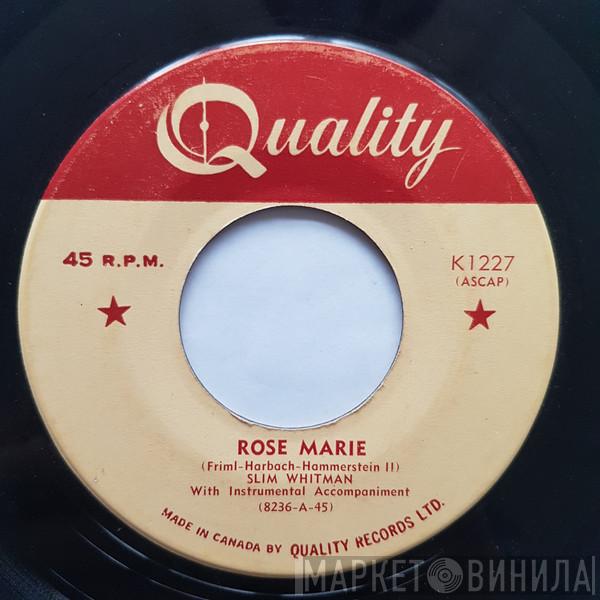 Quality
45 R.P.M.
K1227
(ASCAP)
ROSE MARIE
(Friml-Harbach-Hammerstein II)
SLIM WHITMAN
With Instrumental Accompaniment
(8236-A-45)
MADE IN CANADA BY QUALITY RECORDS LTD.
МАРКЕТ ВИНИЛА